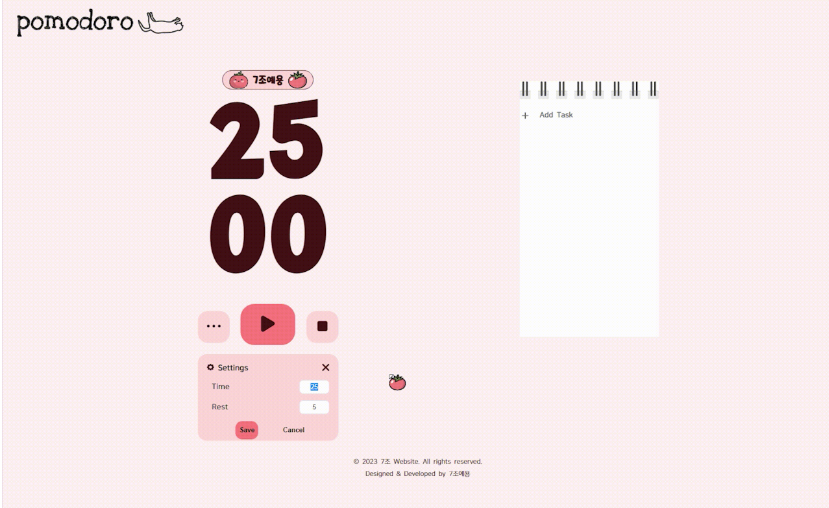 pomodoro
7조예용
25
00
+ Add Task
Settings
Time 25
Rest 5
Save Cancel
© 2023 7조 Website. All rights reserved.
Designed & Developed by 7조예용